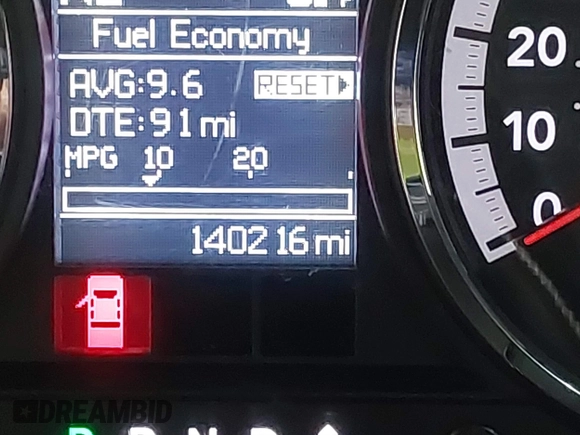 Fuel Economy
AVG:9.6 RESET
DTE:91 mi
MPG 10 20
140216 mi
20
10
0
DREAMBID